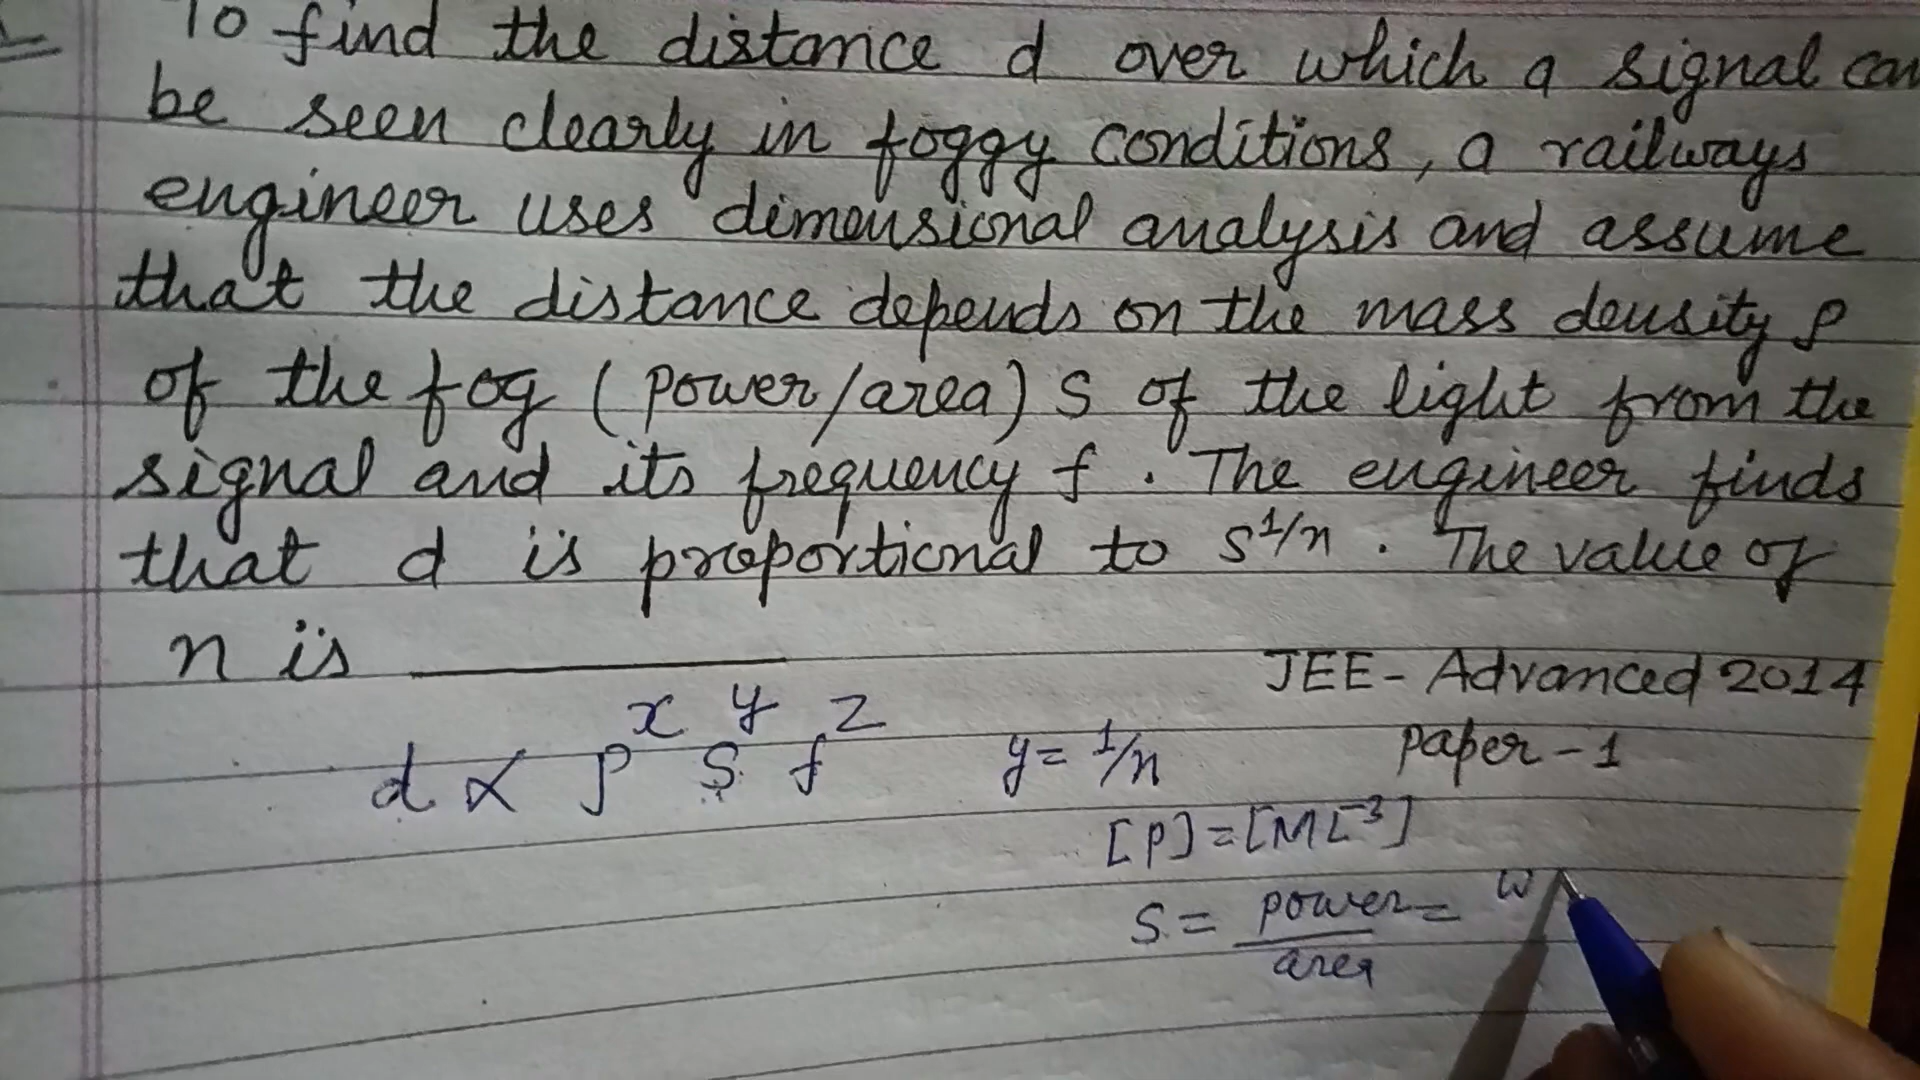 To find the distance d over which a signal can
be seen clearly in foggy conditions, a railways
engineer uses dimensional analysis and assume
that the distance depends on the mass density ρ
of the fog (power/area) S of the light from the
signal and its frequency f. The engineer finds
that d is proportional to S^1/n. The value of
n is ________
JEE- Advanced 2014
Paper-1
d ∝ ρ^x S^y f^z
y = 1/n
[ρ] = [ML^-3]
S = power/area = w